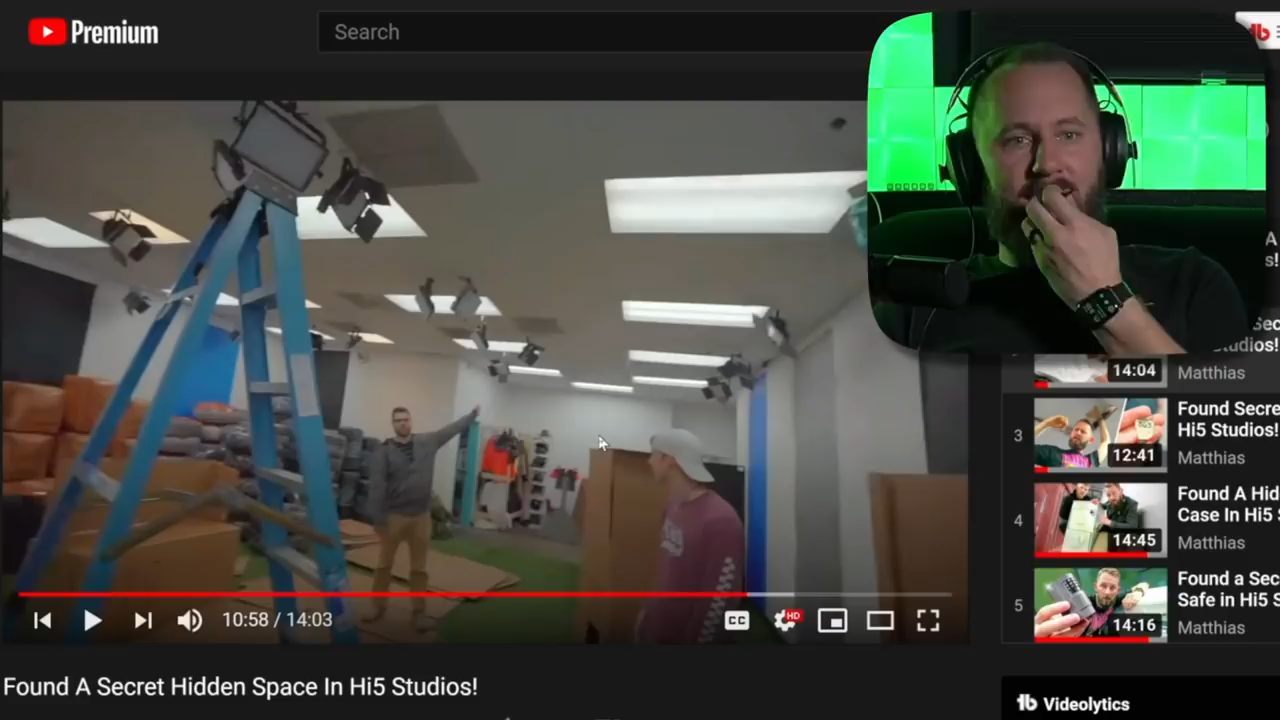 Premium
Search
14:04
Matthias
3
12:41
Found Secre
Hi5 Studios!
Matthias
4
14:45
Found A Hid
Case In Hi5 S
Matthias
5
14:16
Found a Sec
Safe in Hi5 S
Matthias
10:58 / 14:03
CC
HD
Found A Secret Hidden Space In Hi5 Studios!
Videolytics